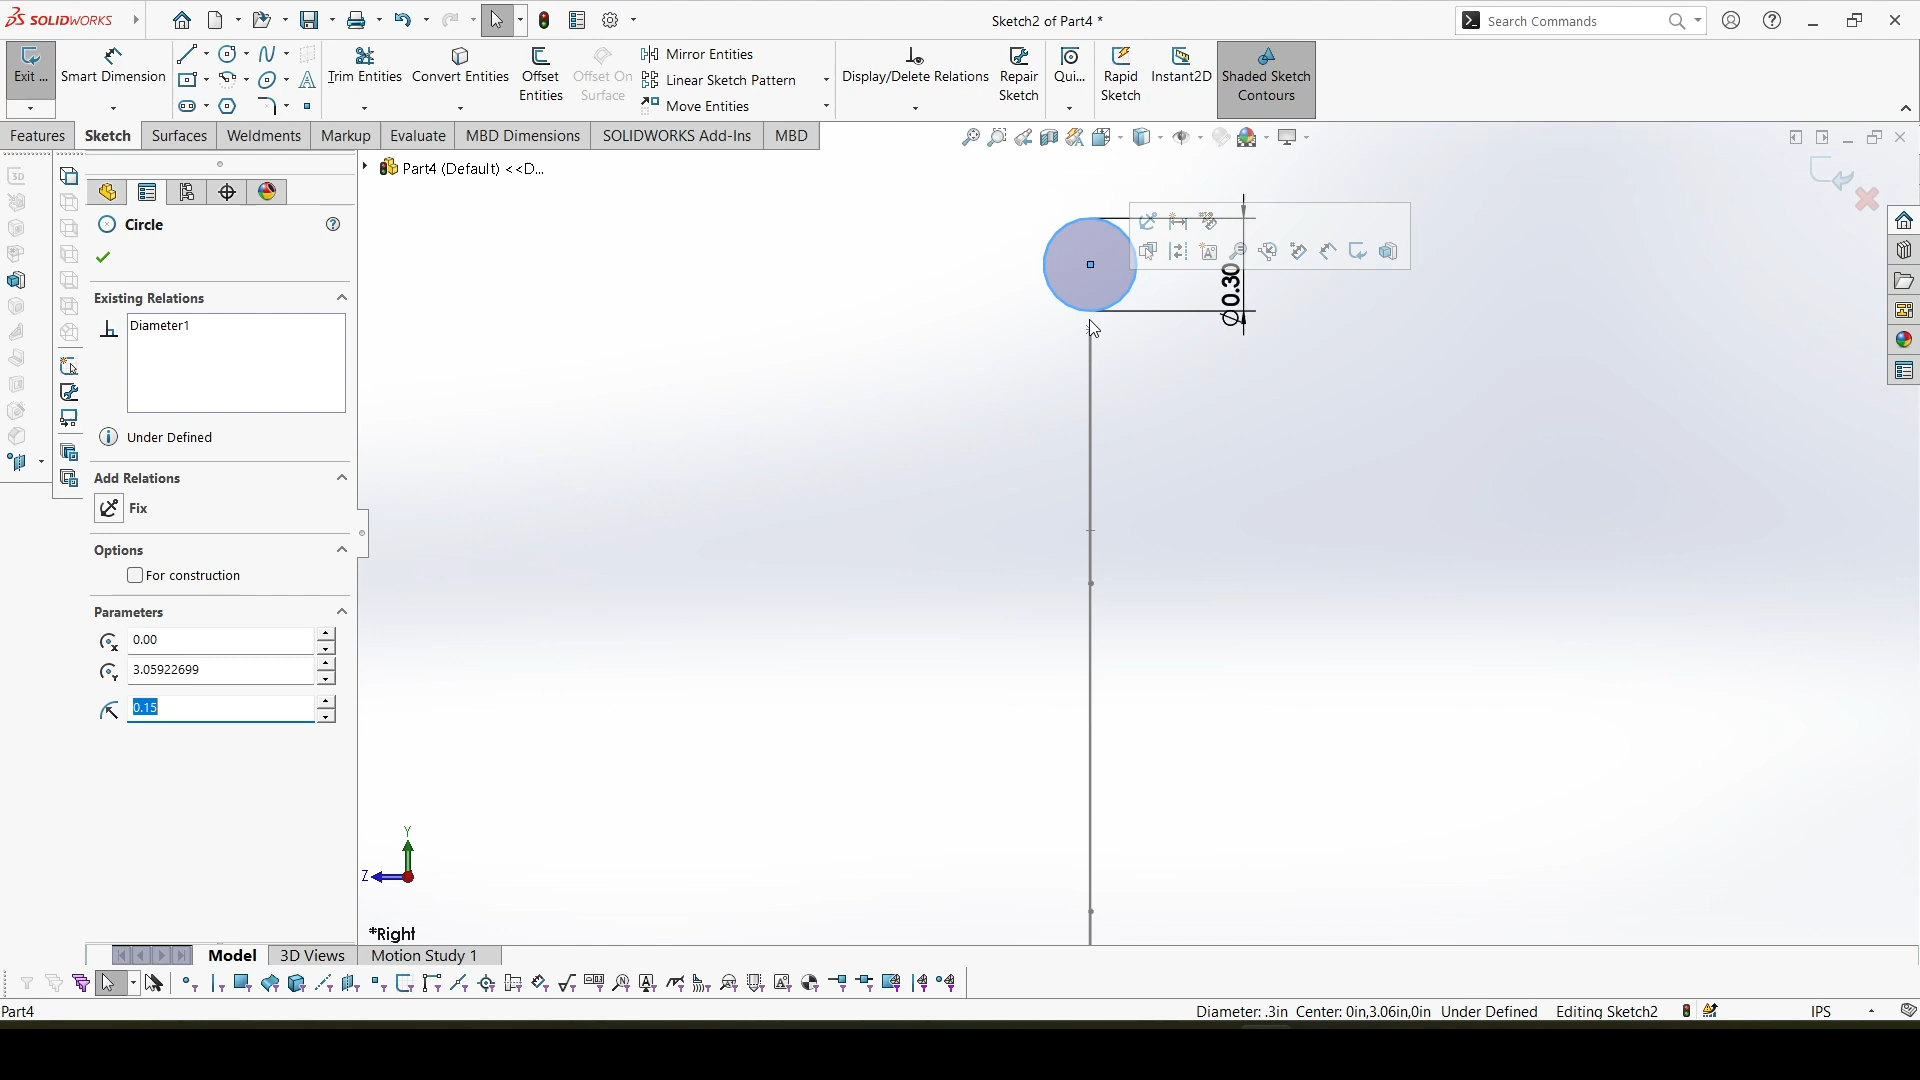 SOLIDWORKS
Sketch2 of Part4 *
Search Commands
Exit ...
Smart Dimension
Trim Entities
Convert Entities
Offset
Entities
Offset On
Surface
Mirror Entities
Linear Sketch Pattern
Move Entities
Display/Delete Relations
Repair
Sketch
Qui...
Rapid
Sketch
Instant2D
Shaded Sketch
Contours
Features
Sketch
Surfaces
Weldments
Markup
Evaluate
MBD Dimensions
SOLIDWORKS Add-Ins
MBD
Part4 (Default) <<D...
Circle
Existing Relations
Diameter1
Under Defined
Add Relations
Fix
Options
For construction
Parameters
0.00
3.05922699
0.15
Ø0.30
Y
Z
*Right
Model
3D Views
Motion Study 1
Part4
Diameter: .3in Center: 0in,3.06in,0in
Under Defined
Editing Sketch2
IPS